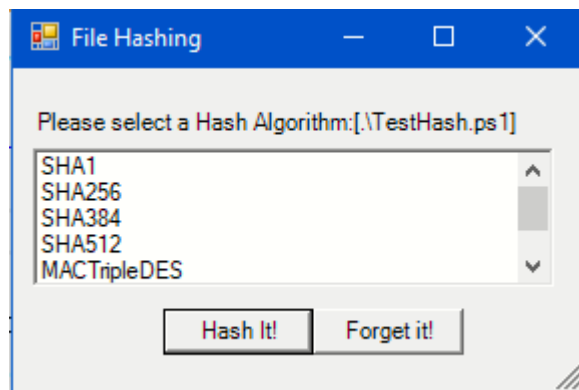 File Hashing
Please select a Hash Algorithm:[.\TestHash.ps1]
SHA1
SHA256
SHA384
SHA512
MACTripleDES
Hash It! Forget it!